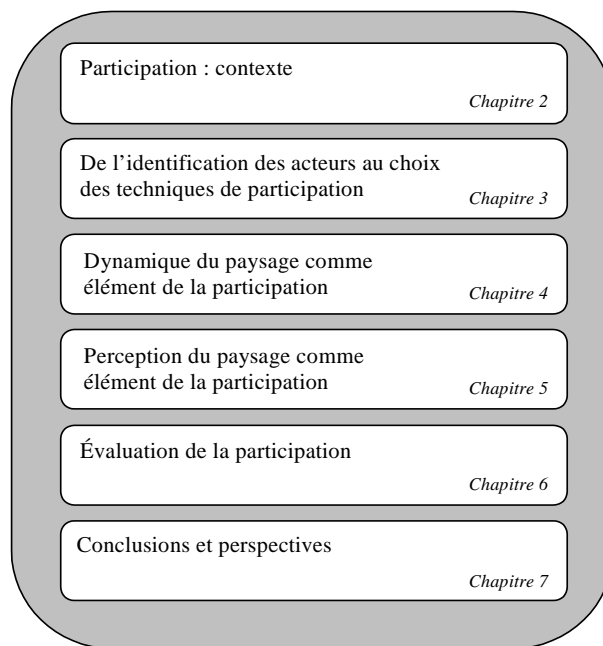 Participation : contexte
Chapitre 2
De l’identification des acteurs au choix
des techniques de participation
Chapitre 3
Dynamique du paysage comme
élément de la participation
Chapitre 4
Perception du paysage comme
élément de la participation
Chapitre 5
Évaluation de la participation
Chapitre 6
Conclusions et perspectives
Chapitre 7